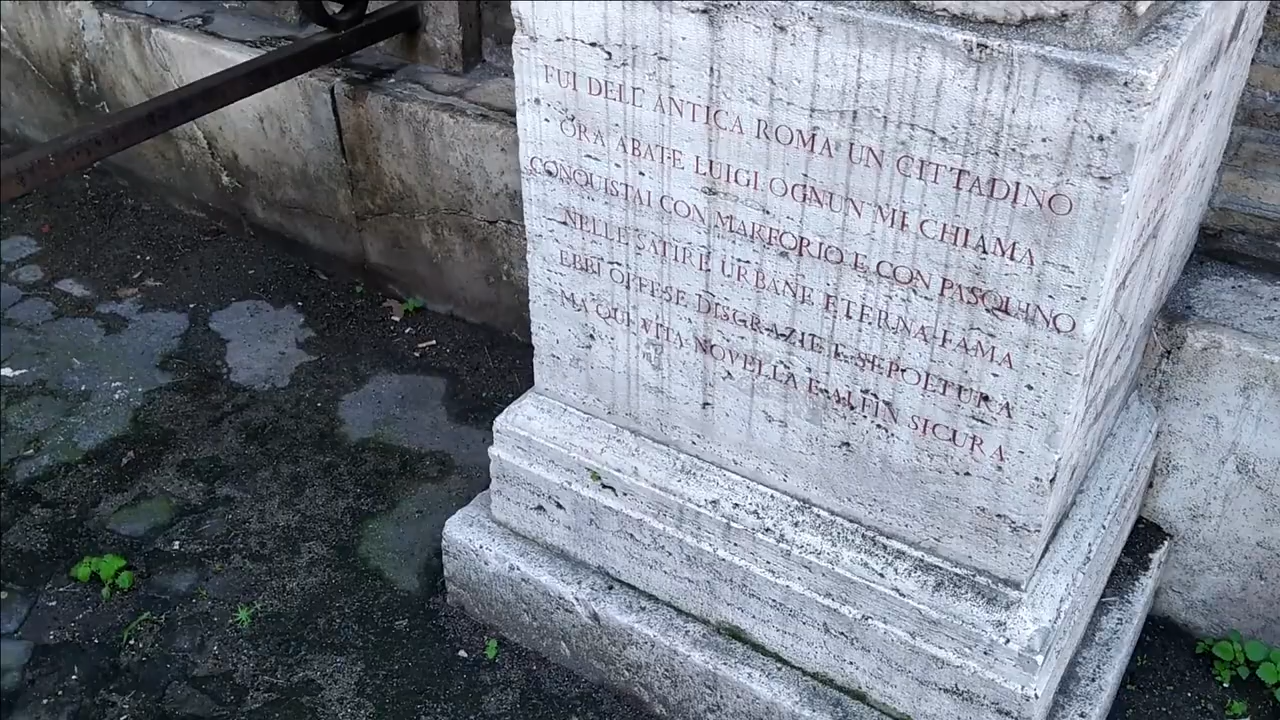 FUI DELL'ANTICA ROMA UN CITTADINO
ORA ABATE LUIGI OGNUN MI CHIAMA
CONQUISTAI CON MARFORIO E CON PASQUINO
NELLE SATIRE URBANE ETERNA FAMA
EBBI OFFESE DISGRAZIE E SEPOLTURA
MA QUI VITA NOVELLA E ALFIN SICURA